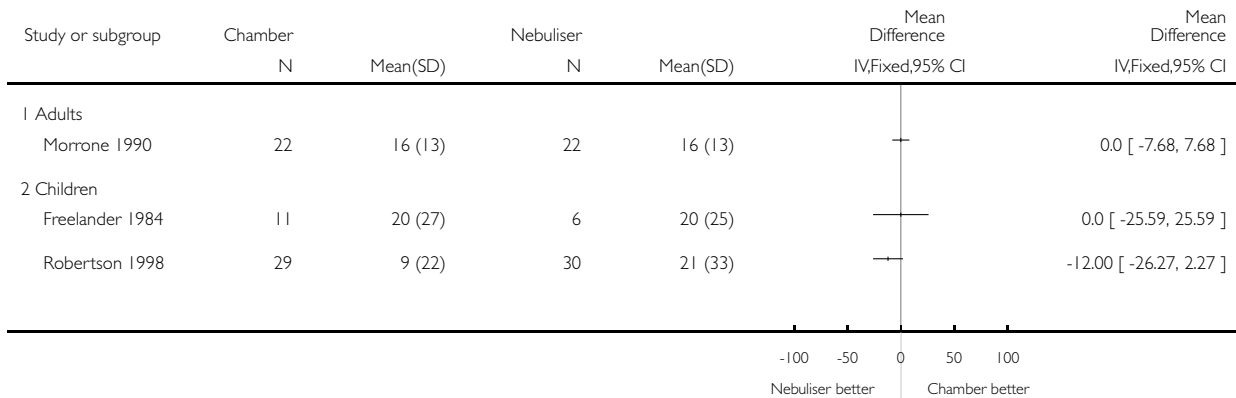 Study or subgroup Chamber Nebuliser Mean Difference Mean Difference
N Mean(SD) N Mean(SD) IV,Fixed,95% CI IV,Fixed,95% CI
1 Adults
Morrone 1990 22 16 (13) 22 16 (13) 0.0 [ -7.68, 7.68 ]
2 Children
Freelander 1984 11 20 (27) 6 20 (25) 0.0 [ -25.59, 25.59 ]
Robertson 1998 29 9 (22) 30 21 (33) -12.00 [ -26.27, 2.27 ]
-100 -50 0 50 100
Nebuliser better Chamber better